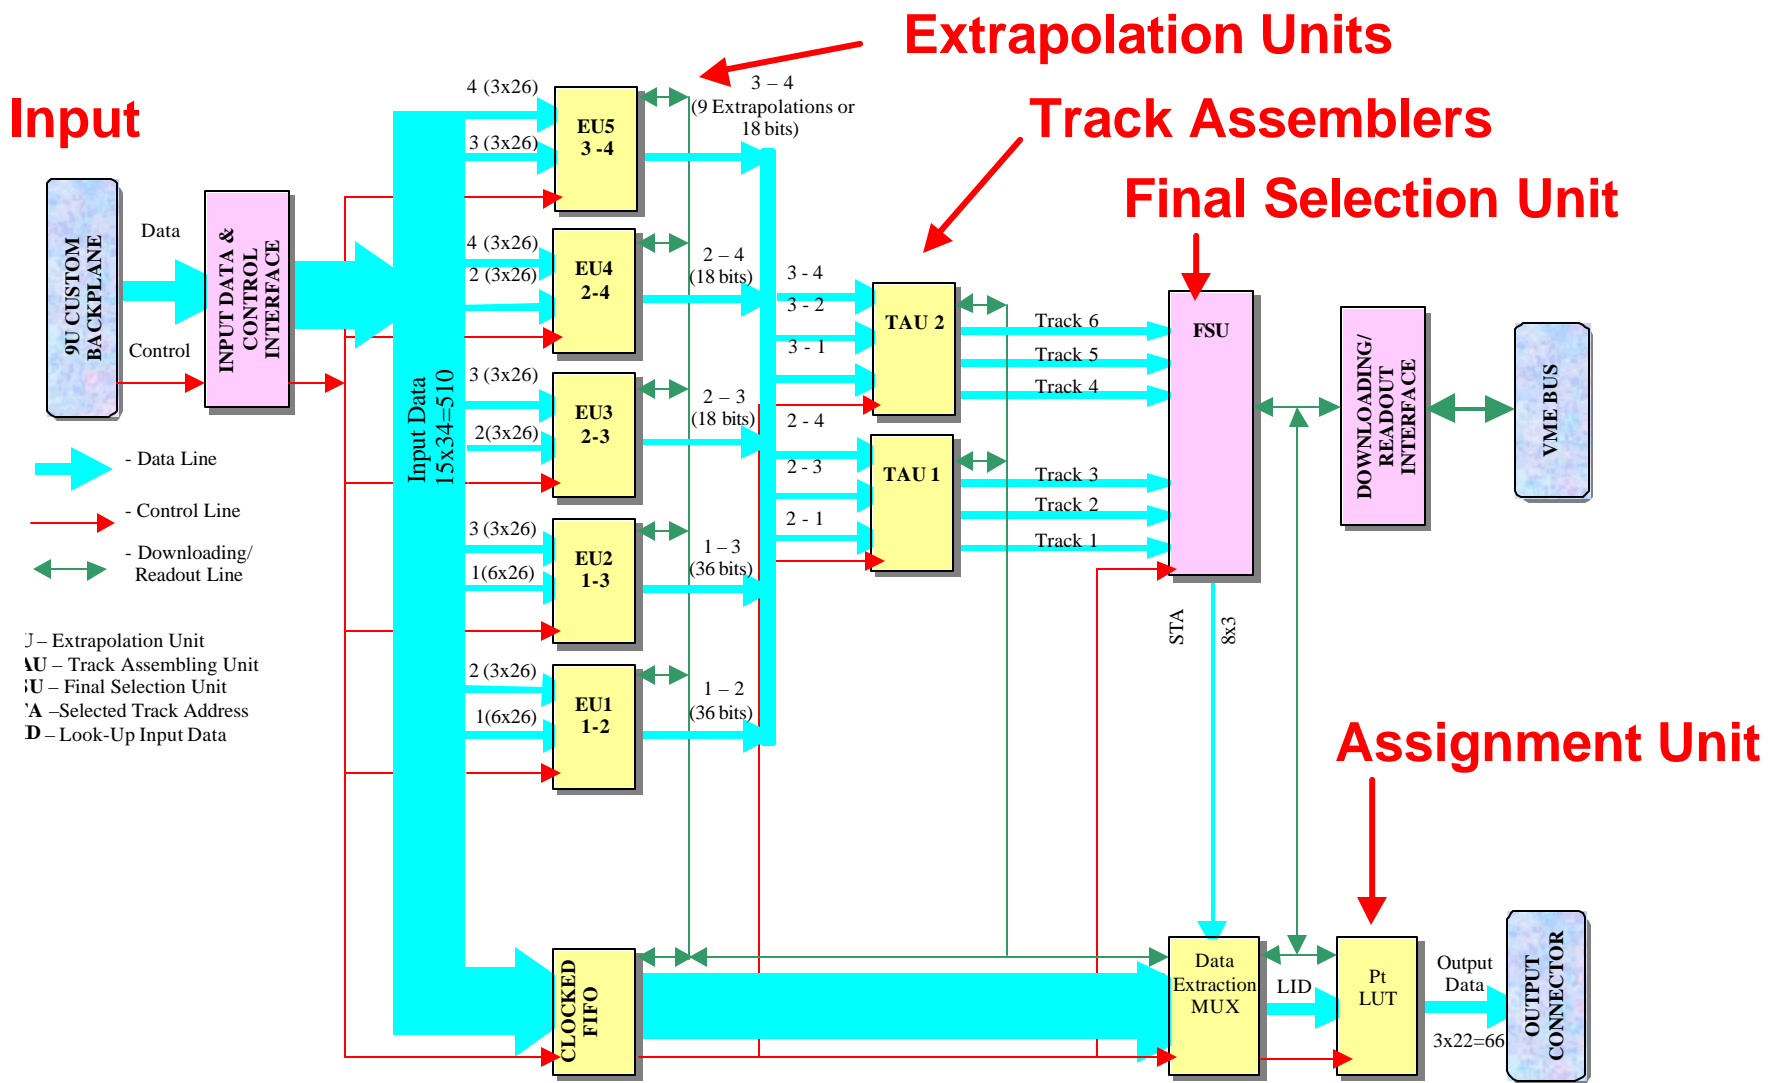 Extrapolation Units
Input
Track Assemblers
Final Selection Unit
Assignment Unit
9U CUSTOM
BACKPLANE
Data
Control
INPUT DATA &
CONTROL
INTERFACE
Input Data
15x34=510
4 (3x26)
3 (3x26)
EU5
3 -4
3 – 4
(9 Extrapolations or
18 bits)
4 (3x26)
2 (3x26)
EU4
2-4
2 – 4
(18 bits)
3 (3x26)
2(3x26)
EU3
2-3
2 – 3
(18 bits)
3 (3x26)
1(6x26)
EU2
1-3
1 – 3
(36 bits)
2 (3x26)
1(6x26)
EU1
1-2
1 – 2
(36 bits)
3 - 4
3 - 2
3 - 1
TAU 2
2 - 4
2 - 3
2 - 1
TAU 1
Track 6
Track 5
Track 4
Track 3
Track 2
Track 1
FSU
DOWNLOADING/
READOUT
INTERFACE
VME BUS
STA
8x3
- Data Line
- Control Line
- Downloading/
Readout Line
U – Extrapolation Unit
AU – Track Assembling Unit
SU – Final Selection Unit
TA –Selected Track Address
D – Look-Up Input Data
CLOCKED
FIFO
Data
Extraction
MUX
LID
Pt
LUT
Output
Data
3x22=66
OUTPUT
CONNECTOR